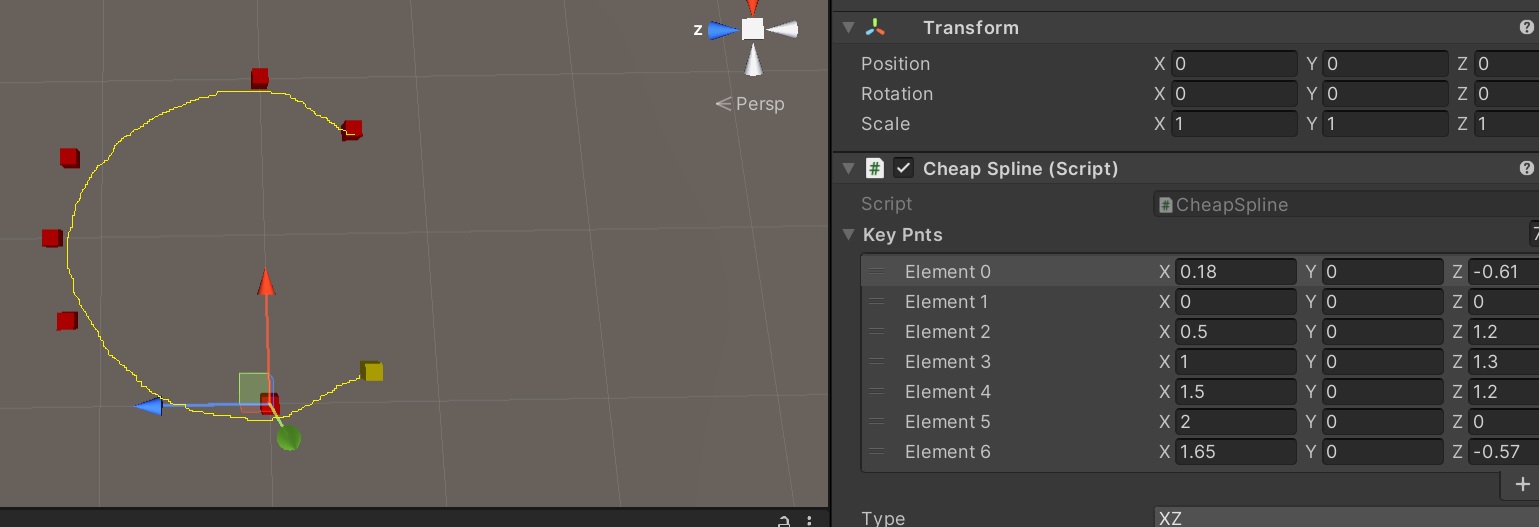 z
< Persp
Transform
Position X 0 Y 0 Z 0
Rotation X 0 Y 0 Z 0
Scale X 1 Y 1 Z 1
# Cheap Spline (Script)
Script # CheapSpline
Key Pnts 7
Element 0 X 0.18 Y 0 Z -0.61
Element 1 X 0 Y 0 Z 0
Element 2 X 0.5 Y 0 Z 1.2
Element 3 X 1 Y 0 Z 1.3
Element 4 X 1.5 Y 0 Z 1.2
Element 5 X 2 Y 0 Z 0
Element 6 X 1.65 Y 0 Z -0.57
+
Type XZ